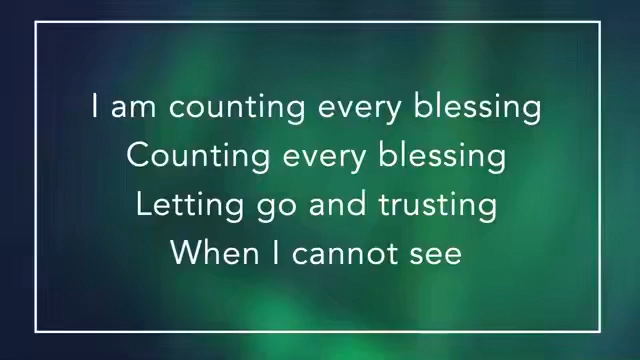 I am counting every blessing
Counting every blessing
Letting go and trusting
When I cannot see